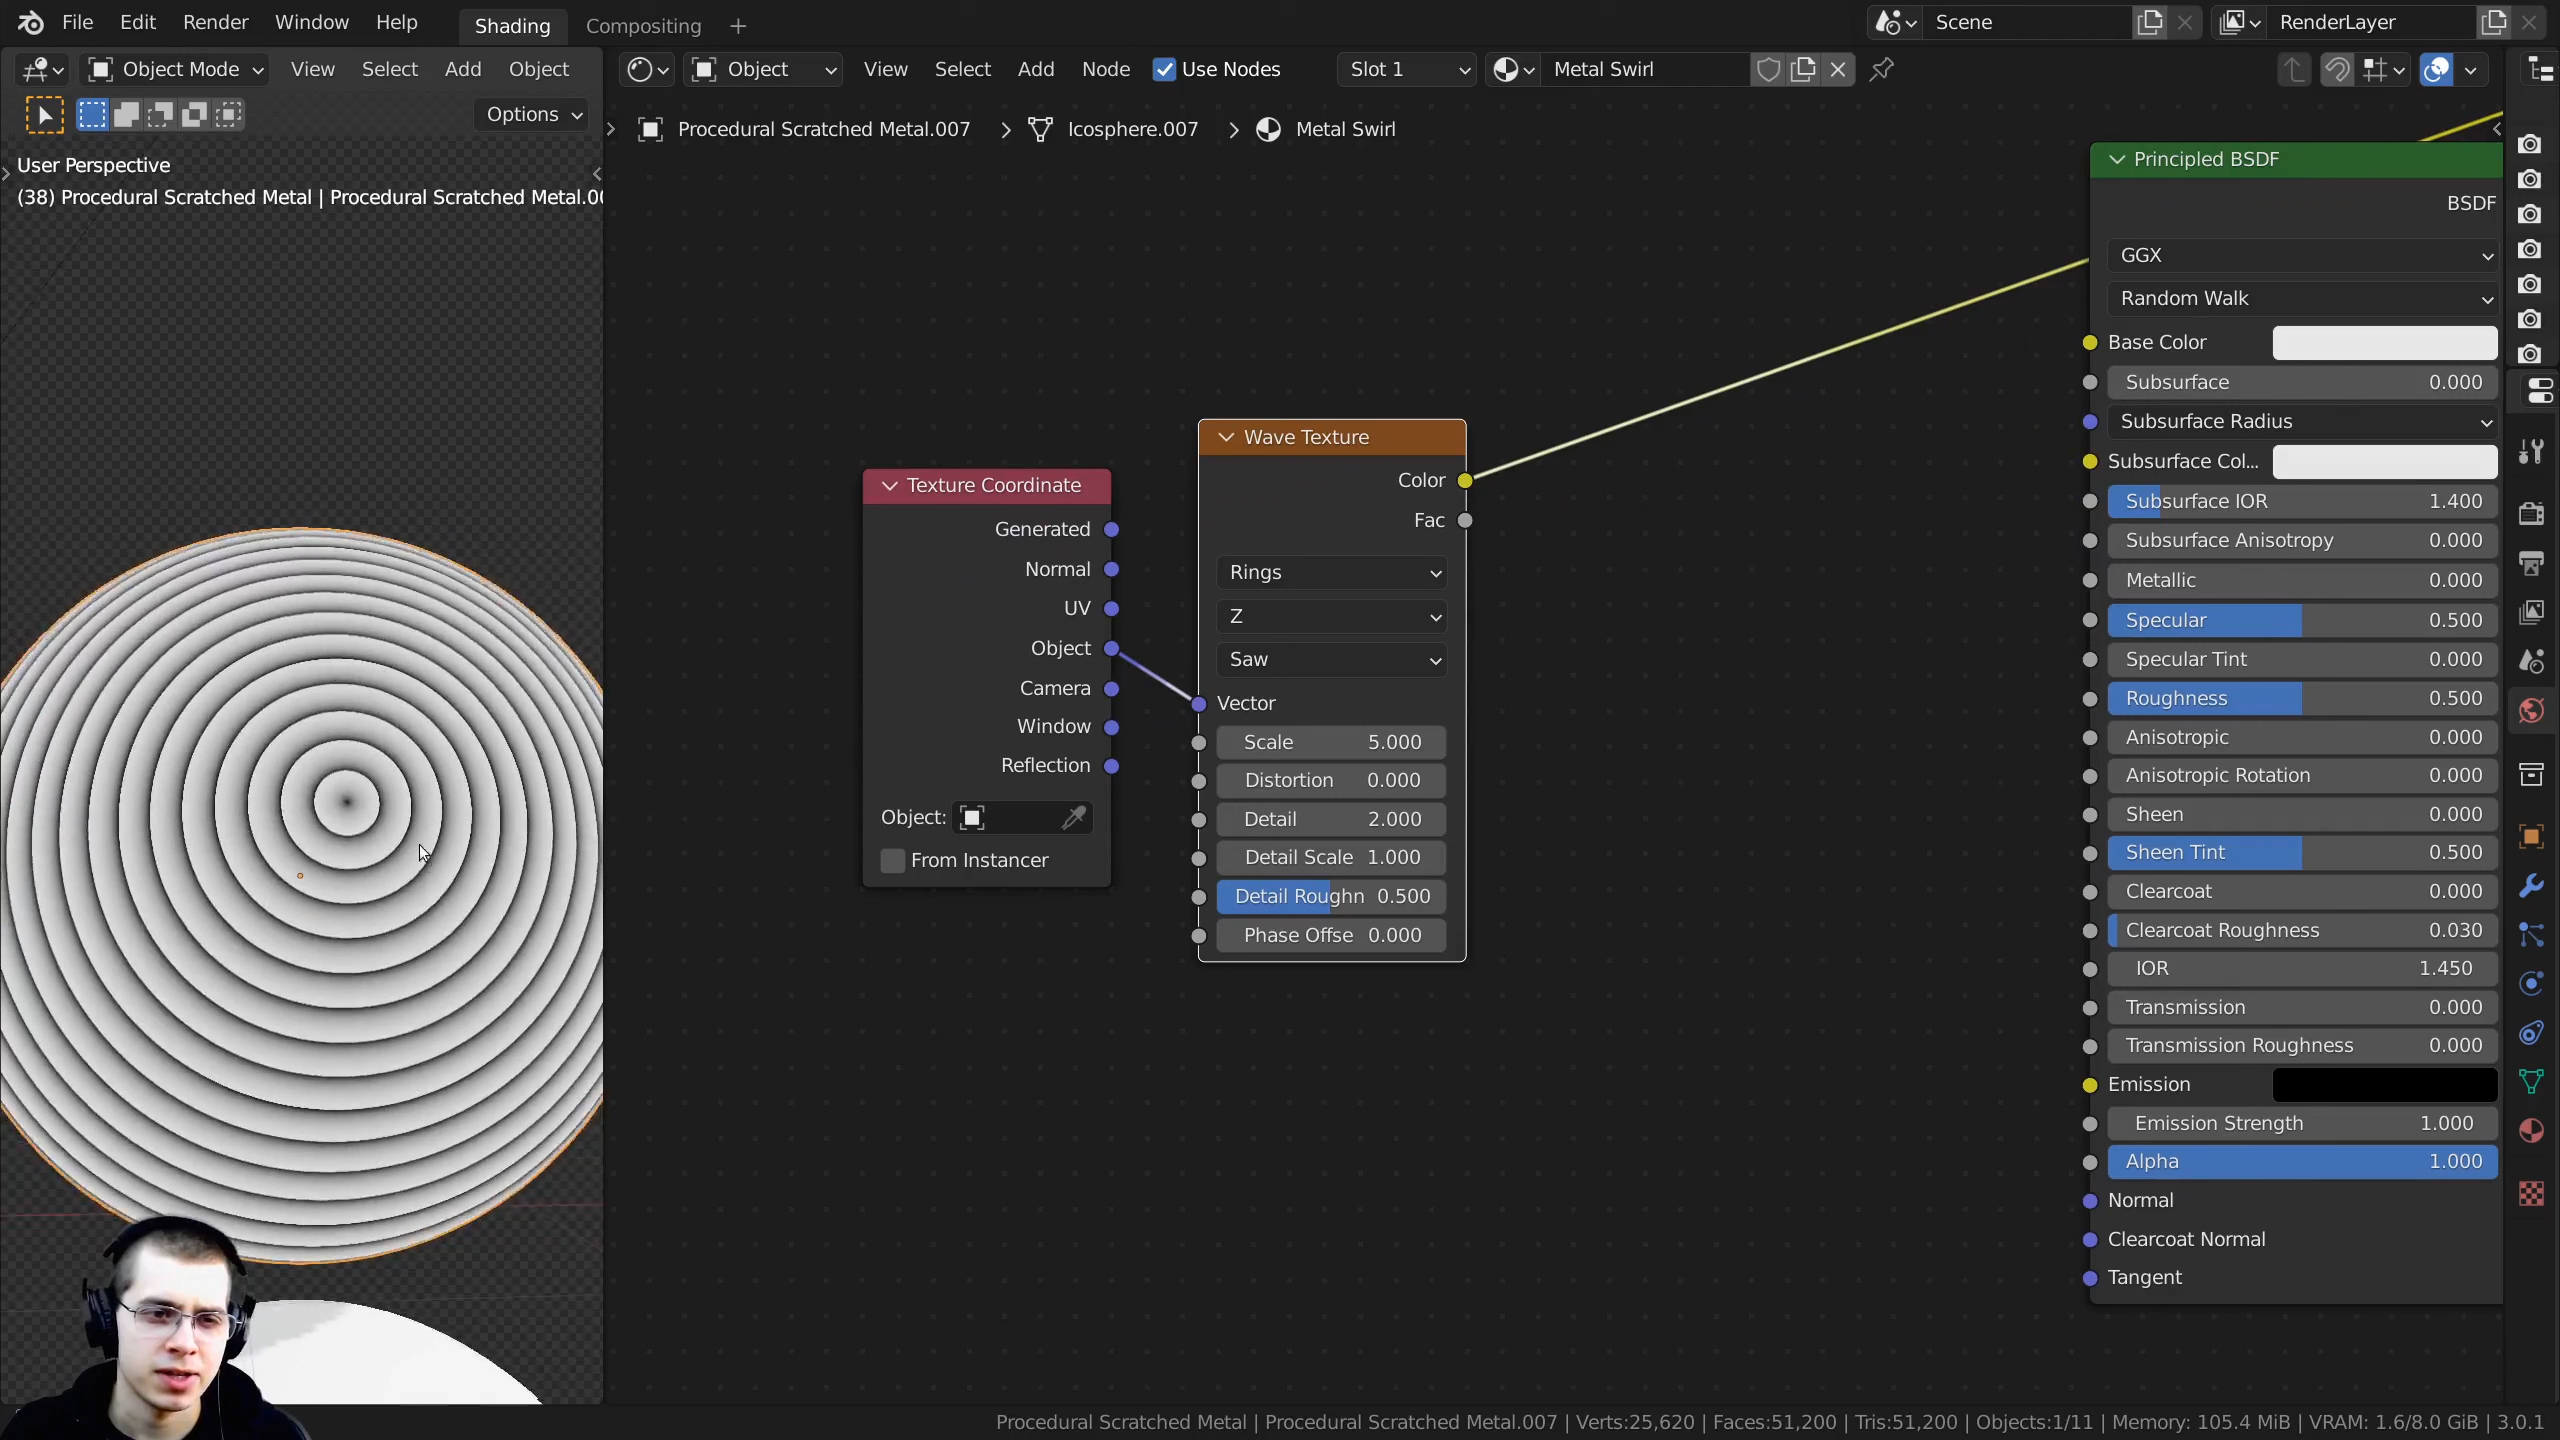 File Edit Render Window Help Shading Compositing + Scene RenderLayer
Object Mode View Select Add Object Object View Select Add Node Use Nodes Slot 1 Metal Swirl
Options
Procedural Scratched Metal.007 > Icosphere.007 > Metal Swirl
User Perspective
(38) Procedural Scratched Metal | Procedural Scratched Metal.00
Principled BSDF
BSDF
GGX
Random Walk
Base Color
Subsurface 0.000
Subsurface Radius
Subsurface Col...
Subsurface IOR 1.400
Subsurface Anisotropy 0.000
Metallic 0.000
Specular 0.500
Specular Tint 0.000
Roughness 0.500
Anisotropic 0.000
Anisotropic Rotation 0.000
Sheen 0.000
Sheen Tint 0.500
Clearcoat 0.000
Clearcoat Roughness 0.030
IOR 1.450
Transmission 0.000
Transmission Roughness 0.000
Emission
Emission Strength 1.000
Alpha 1.000
Normal
Clearcoat Normal
Tangent
Wave Texture
Color
Fac
Rings
Z
Saw
Vector
Scale 5.000
Distortion 0.000
Detail 2.000
Detail Scale 1.000
Detail Roughn 0.500
Phase Offse 0.000
Texture Coordinate
Generated
Normal
UV
Object
Camera
Window
Reflection
Object:
From Instancer
Procedural Scratched Metal | Procedural Scratched Metal.007 | Verts:25,620 | Faces:51,200 | Tris:51,200 | Objects:1/11 | Memory: 105.4 MiB | VRAM: 1.6/8.0 GiB | 3.0.1